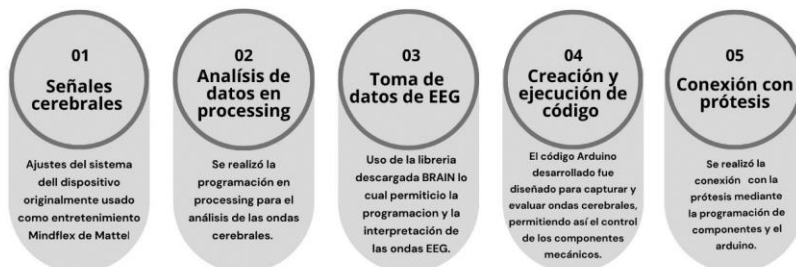 01
Señales
cerebrales
Ajustes del sistema
dell dispositivo
originalmente usado
como entretenimiento
Mindflex de Mattel
02
Analísis de
datos en
processing
Se realizó la
programación en
processing para el
análisis de las ondas
cerebrales.
03
Toma de
datos de EEG
Uso de la libreria
descargada BRAIN lo
cual permiticio la
programacion y la
interpretación de
las ondas EEG.
04
Creación y
ejecución de
código
El código Arduino
desarrollado fue
diseñado para capturar y
evaluar ondas cerebrales,
permitiendo así el control
de los componentes
mecánicos.
05
Conexión con
prótesis
Se realizó la
conexión con la
prótesis mediante
la programación de
componentes y el
arduino.